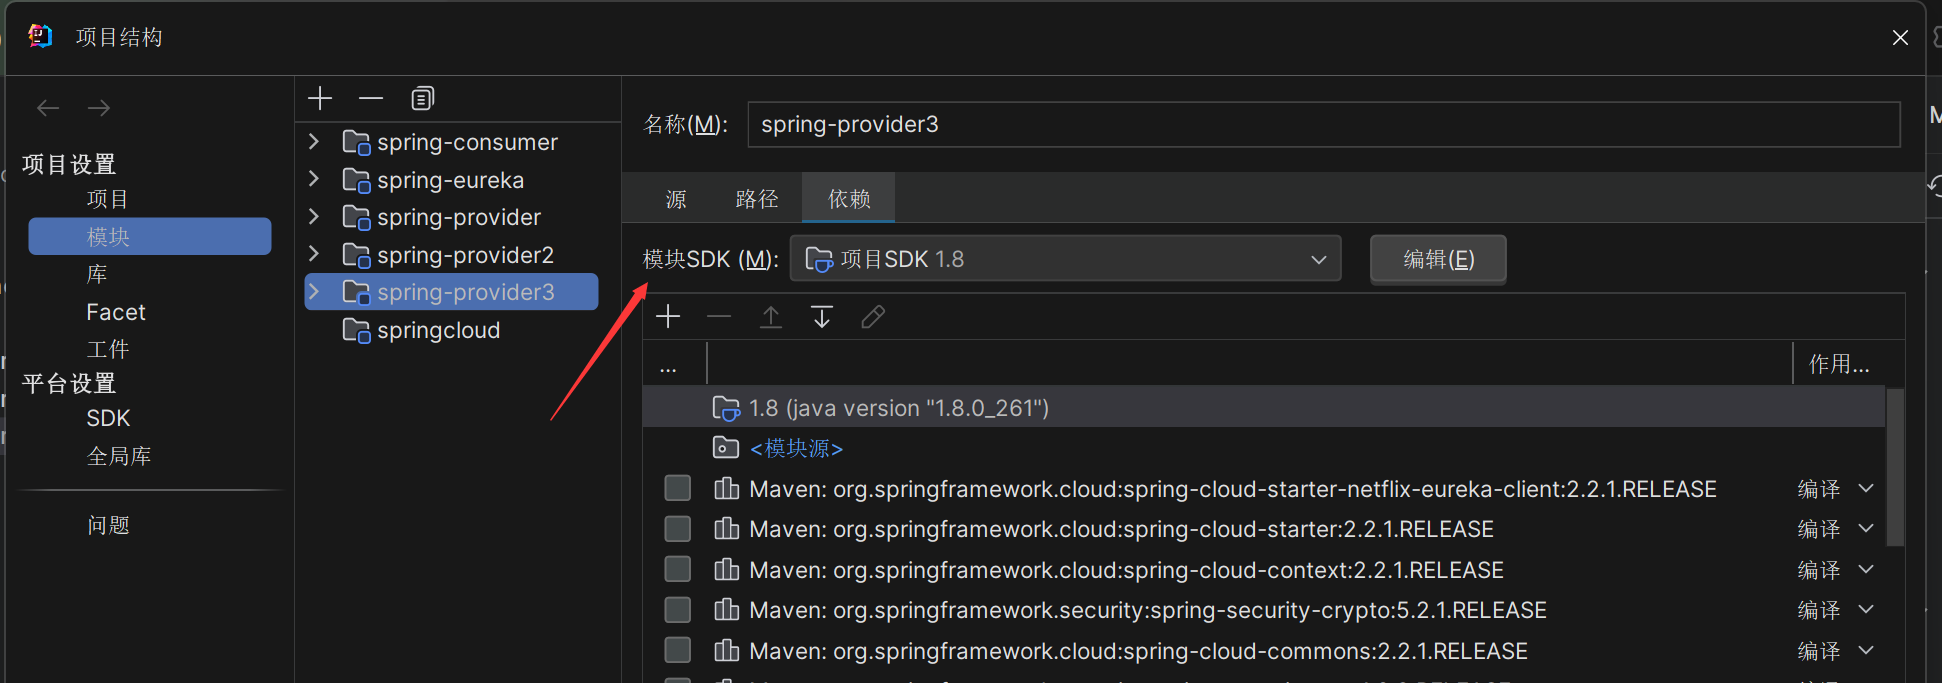 项目结构
项目设置
项目
模块
库
Facet
工件
平台设置
SDK
全局库
问题
spring-consumer
spring-eureka
spring-provider
spring-provider2
spring-provider3
springcloud
名称(M): spring-provider3
源 路径 依赖
模块SDK (M): 项目SDK 1.8 编辑(E)
... 作用...
1.8 (java version "1.8.0_261")
<模块源>
Maven: org.springframework.cloud:spring-cloud-starter-netflix-eureka-client:2.2.1.RELEASE 编译
Maven: org.springframework.cloud:spring-cloud-starter:2.2.1.RELEASE 编译
Maven: org.springframework.cloud:spring-cloud-context:2.2.1.RELEASE 编译
Maven: org.springframework.security:spring-security-crypto:5.2.1.RELEASE 编译
Maven: org.springframework.cloud:spring-cloud-commons:2.2.1.RELEASE 编译